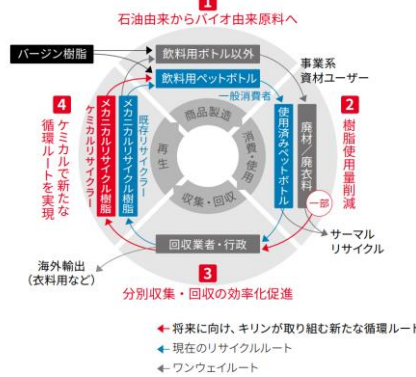 1
石油由来からバイオ由来原料へ
バージン樹脂
飲料用ボトル以外
飲料用ペットボトル
事業系
資材ユーザー
一般消費者
4
ケミカルで新たな
循環ルートを実現
ケミカルリサイクラー
メカニカルリサイクル樹脂
メカニカルリサイクル樹脂
既存リサイクラー
商品製造
消費・使用
収集・回収
再生
使用済みペットボトル
廃材/廃衣料
2
樹脂使用量削減
一部
サーマル
リサイクル
回収業者・行政
海外輸出
(衣料用など)
3
分別収集・回収の効率化促進
将来に向け、キリンが取り組む新たな循環ルート
現在のリサイクルルート
ワンウェイルート